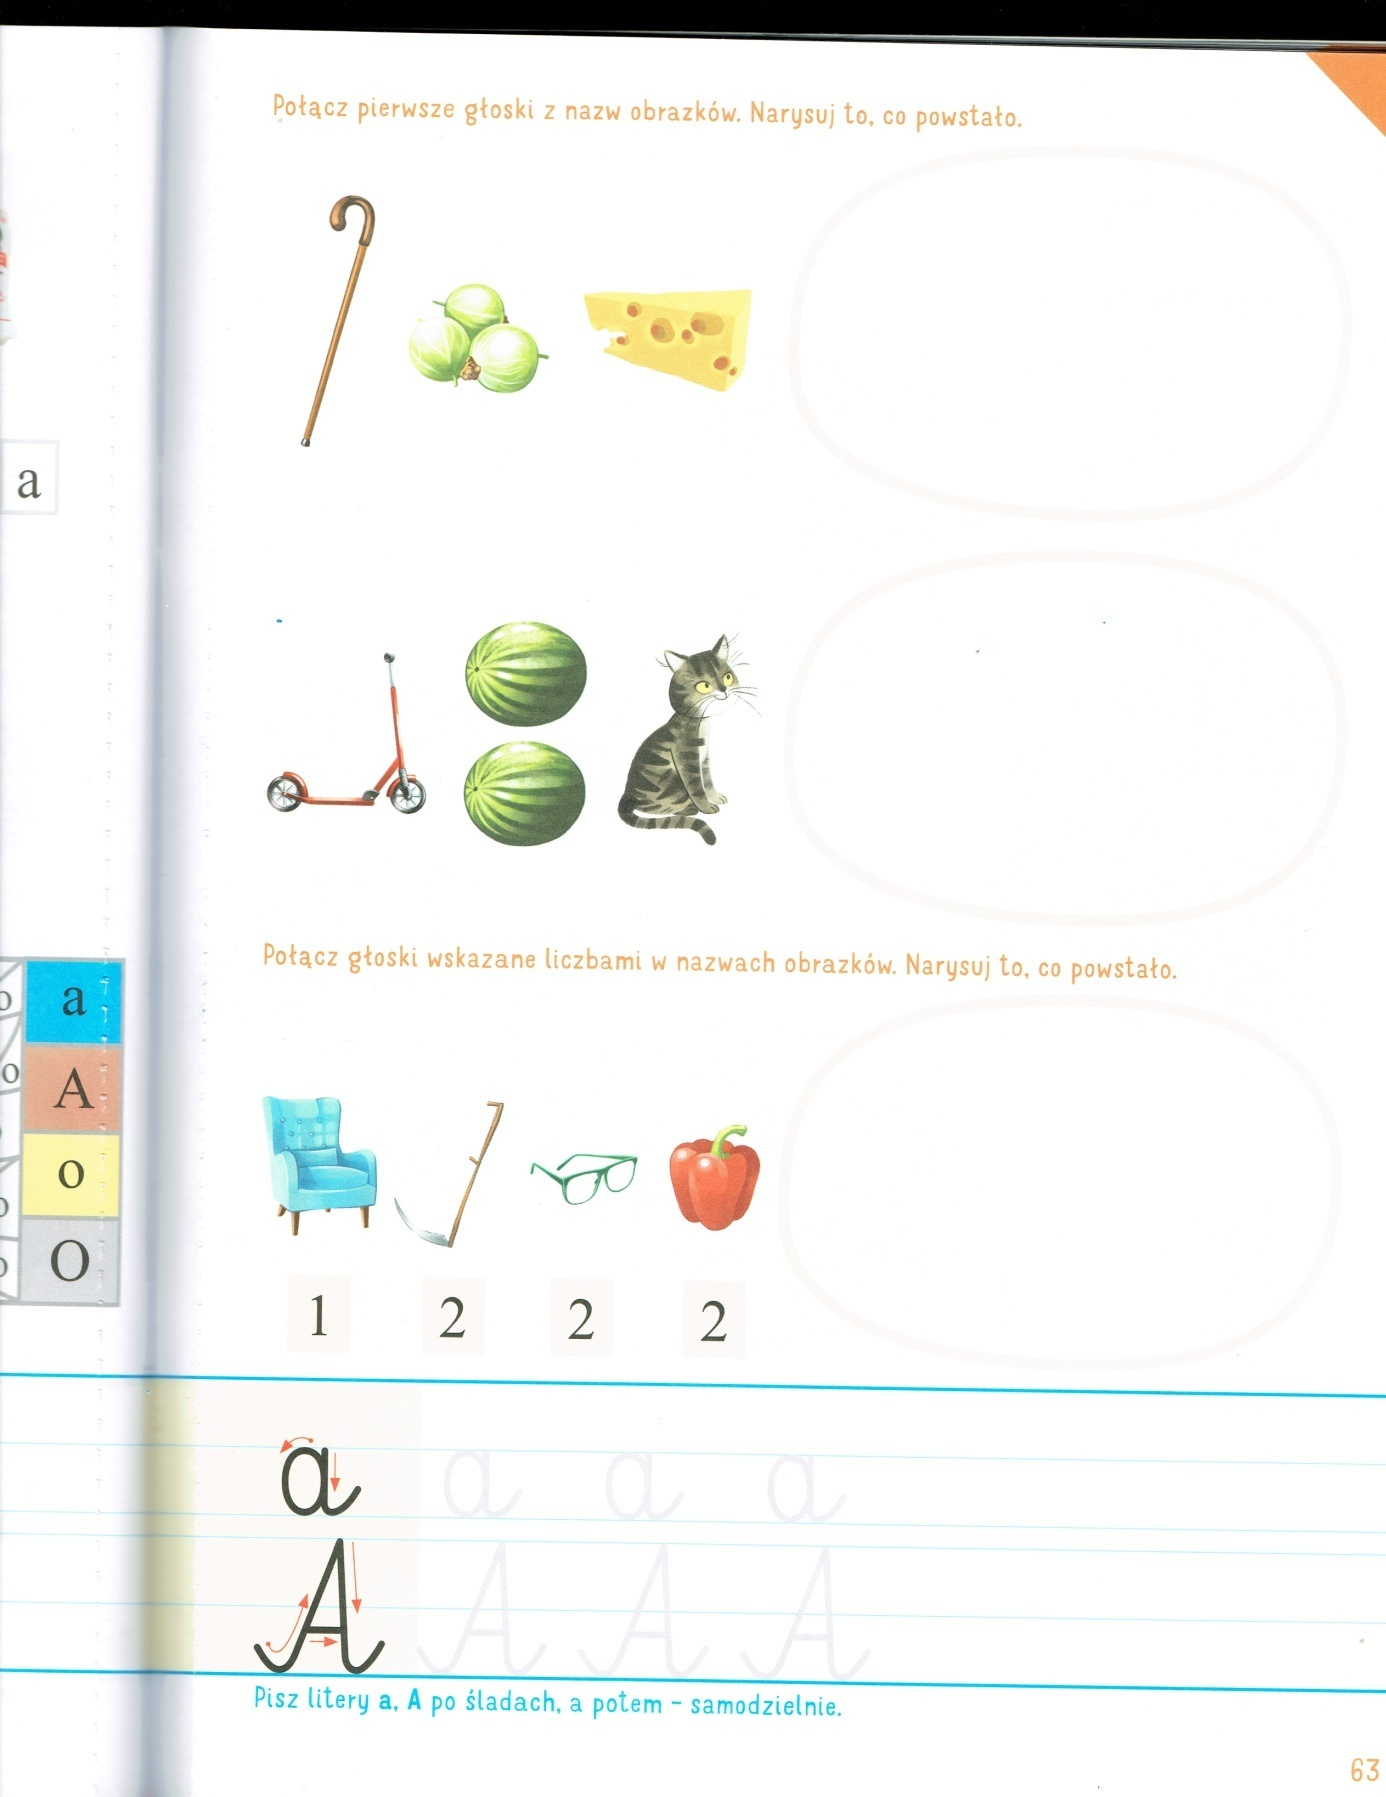 Połącz pierwsze głoski z nazw obrazków. Narysuj to, co powstało.
a
Połącz głoski wskazane liczbami w nazwach obrazków. Narysuj to, co powstało.
a
A
o
O
1 2 2 2
a a a a
A A A A
Pisz litery a, A po śladach, a potem – samodzielnie.
63